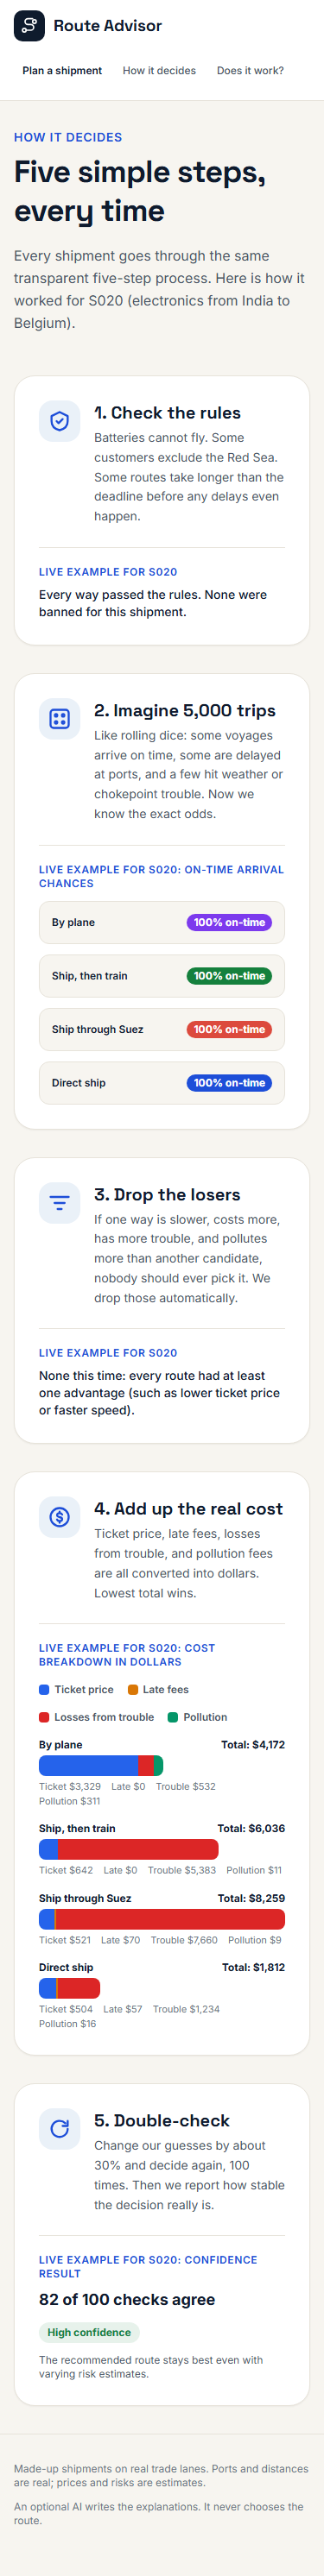 Route Advisor
Plan a shipment How it decides Does it work?
HOW IT DECIDES
Five simple steps,
every time
Every shipment goes through the same
transparent five-step process. Here is how it
worked for S020 (electronics from India to
Belgium).
1. Check the rules
Batteries cannot fly. Some
customers exclude the Red Sea.
Some routes take longer than the
deadline before any delays even
happen.
LIVE EXAMPLE FOR S020
Every way passed the rules. None were
banned for this shipment.
2. Imagine 5,000 trips
Like rolling dice: some voyages
arrive on time, some are delayed
at ports, and a few hit weather or
chokepoint trouble. Now we
know the exact odds.
LIVE EXAMPLE FOR S020: ON-TIME ARRIVAL
CHANCES
By plane 100% on-time
Ship, then train 100% on-time
Ship through Suez 100% on-time
Direct ship 100% on-time
3. Drop the losers
If one way is slower, costs more,
has more trouble, and pollutes
more than another candidate,
nobody should ever pick it. We
drop those automatically.
LIVE EXAMPLE FOR S020
None this time: every route had at least
one advantage (such as lower ticket price
or faster speed).
4. Add up the real cost
Ticket price, late fees, losses
from trouble, and pollution fees
are all converted into dollars.
Lowest total wins.
LIVE EXAMPLE FOR S020: COST
BREAKDOWN IN DOLLARS
Ticket price Late fees
Losses from trouble Pollution
By plane Total: $4,172
Ticket $3,329 Late $0 Trouble $532
Pollution $311
Ship, then train Total: $6,036
Ticket $642 Late $0 Trouble $5,383 Pollution $11
Ship through Suez Total: $8,259
Ticket $521 Late $70 Trouble $7,660 Pollution $9
Direct ship Total: $1,812
Ticket $504 Late $57 Trouble $1,234
Pollution $16
5. Double-check
Change our guesses by about
30% and decide again, 100
times. Then we report how stable
the decision really is.
LIVE EXAMPLE FOR S020: CONFIDENCE
RESULT
82 of 100 checks agree
High confidence
The recommended route stays best even with
varying risk estimates.
Made-up shipments on real trade lanes. Ports and distances
are real; prices and risks are estimates.
An optional AI writes the explanations. It never chooses the
route.